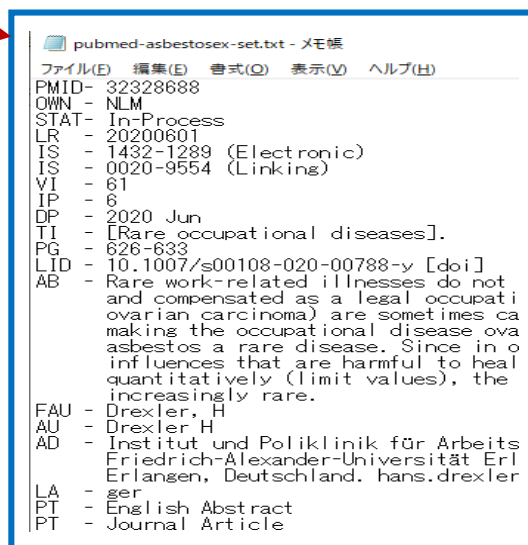 pubmed-asbestosex-set.txt - メモ帳
ファイル(F) 編集(E) 書式(O) 表示(V) ヘルプ(H)
PMID- 32328688
OWN - NLM
STAT- In-Process
LR  - 20200601
IS  - 1432-1289 (Electronic)
IS  - 0020-9554 (Linking)
VI  - 61
IP  - 6
DP  - 2020 Jun
TI  - [Rare occupational diseases].
PG  - 626-633
LID - 10.1007/s00108-020-00788-y [doi]
AB  - Rare work-related illnesses do not
and compensated as a legal occupati
ovarian carcinoma) are sometimes ca
making the occupational disease ova
asbestos a rare disease. Since in o
influences that are harmful to heal
quantitatively (limit values), the
increasingly rare.
FAU - Drexler, H
AU  - Drexler H
AD  - Institut und Poliklinik für Arbeits
Friedrich-Alexander-Universität Erl
Erlangen, Deutschland. hans.drexler
LA  - ger
PT  - English Abstract
PT  - Journal Article